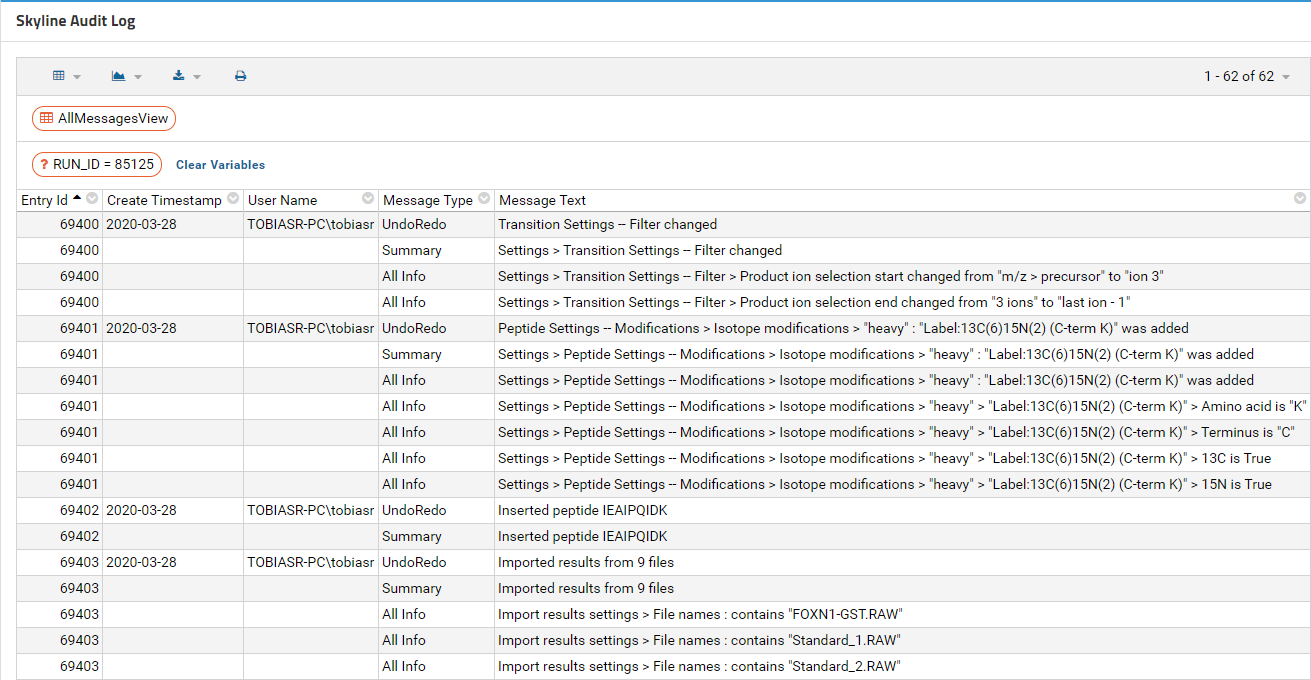 Skyline Audit Log
1 - 62 of 62
AllMessagesView
? RUN_ID = 85125 Clear Variables
Entry Id Create Timestamp User Name Message Type Message Text
69400 2020-03-28 TOBIASR-PC\tobiasr UndoRedo Transition Settings -- Filter changed
69400 Summary Settings > Transition Settings -- Filter changed
69400 All Info Settings > Transition Settings -- Filter > Product ion selection start changed from "m/z > precursor" to "ion 3"
69400 All Info Settings > Transition Settings -- Filter > Product ion selection end changed from "3 ions" to "last ion - 1"
69401 2020-03-28 TOBIASR-PC\tobiasr UndoRedo Peptide Settings -- Modifications > Isotope modifications > "heavy" : "Label:13C(6)15N(2) (C-term K)" was added
69401 Summary Settings > Peptide Settings -- Modifications > Isotope modifications > "heavy" : "Label:13C(6)15N(2) (C-term K)" was added
69401 All Info Settings > Peptide Settings -- Modifications > Isotope modifications > "heavy" : "Label:13C(6)15N(2) (C-term K)" was added
69401 All Info Settings > Peptide Settings -- Modifications > Isotope modifications > "heavy" > "Label:13C(6)15N(2) (C-term K)" > Amino acid is "K"
69401 All Info Settings > Peptide Settings -- Modifications > Isotope modifications > "heavy" > "Label:13C(6)15N(2) (C-term K)" > Terminus is "C"
69401 All Info Settings > Peptide Settings -- Modifications > Isotope modifications > "heavy" > "Label:13C(6)15N(2) (C-term K)" > 13C is True
69401 All Info Settings > Peptide Settings -- Modifications > Isotope modifications > "heavy" > "Label:13C(6)15N(2) (C-term K)" > 15N is True
69402 2020-03-28 TOBIASR-PC\tobiasr UndoRedo Inserted peptide IEAIPQIDK
69402 Summary Inserted peptide IEAIPQIDK
69403 2020-03-28 TOBIASR-PC\tobiasr UndoRedo Imported results from 9 files
69403 Summary Imported results from 9 files
69403 All Info Import results settings > File names : contains "FOXN1-GST.RAW"
69403 All Info Import results settings > File names : contains "Standard_1.RAW"
69403 All Info Import results settings > File names : contains "Standard_2.RAW"